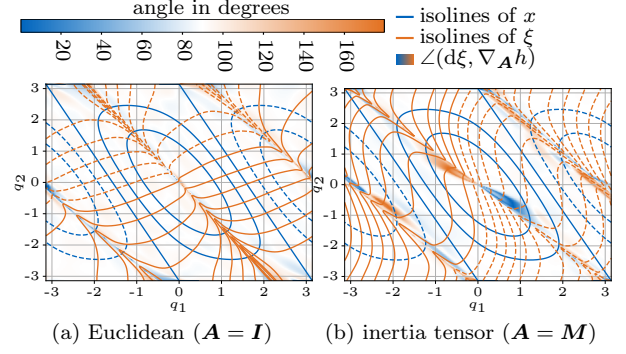 angle in degrees
20 40 60 80 100 120 140 160
isolines of x
isolines of ξ
∠(dξ, ∇_A h)
3
2
1
0
-1
-2
-3
q₂
-3 -2 -1 0 1 2 3
q₁
3
2
1
0
-1
-2
-3
q₂
-3 -2 -1 0 1 2 3
q₁
(a) Euclidean (A = I)
(b) inertia tensor (A = M)